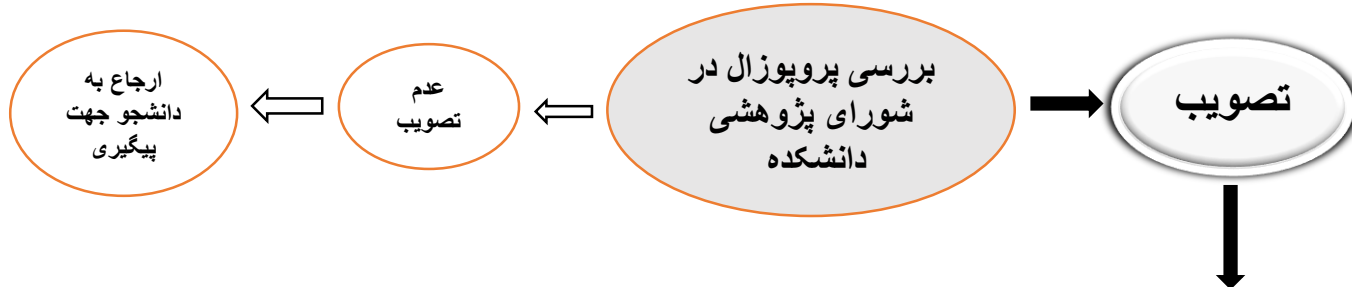 تصویب
بررسی پروپوزال در
شورای پژوهشی
دانشکده
عدم
تصویب
ارجاع به
دانشجو جهت
پیگیری